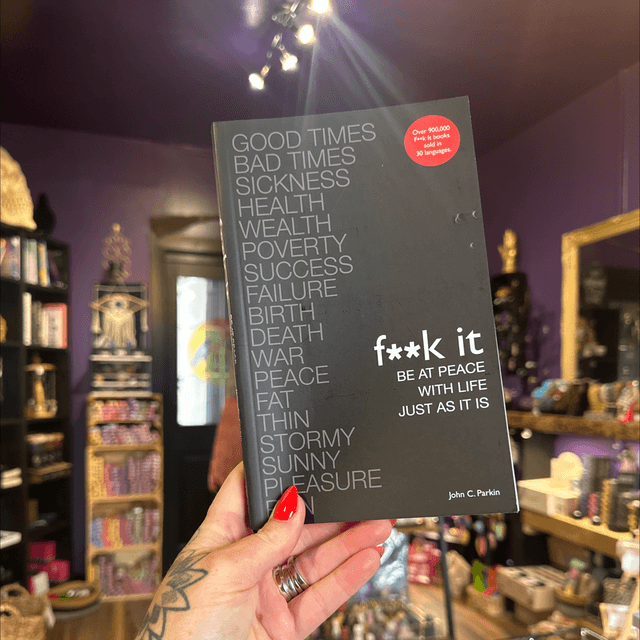 GOOD TIMES
BAD TIMES
SICKNESS
HEALTH
WEALTH
POVERTY
SUCCESS
FAILURE
BIRTH
DEATH
WAR
PEACE
FAT
THIN
STORMY
SUNNY
PLEASURE
Over 900,000
F**k It books
sold in
30 languages
f**k it
BE AT PEACE
WITH LIFE
JUST AS IT IS
John C. Parkin